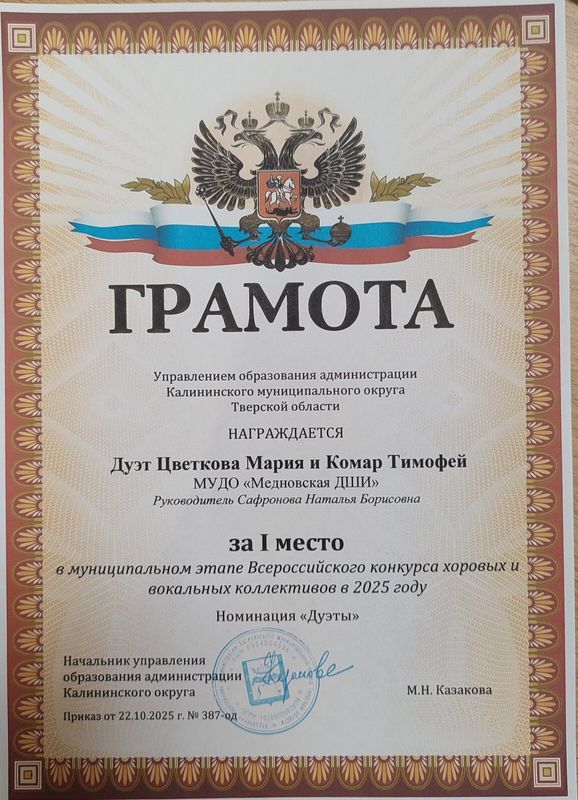 ГРАМОТА
Управлением образования администрации
Калининского муниципального округа
Тверской области
НАГРАЖДАЕТСЯ
Дуэт Цветкова Мария и Комар Тимофей
МУДО «Медновская ДШИ»
Руководитель Сафронова Наталья Борисовна
за I место
в муниципальном этапе Всероссийского конкурса хоровых и
вокальных коллективов в 2025 году
Номинация «Дуэты»
Начальник управления
образования администрации
Калининского округа
М.Н. Казакова
Приказ от 22.10.2025 г. № 387-од